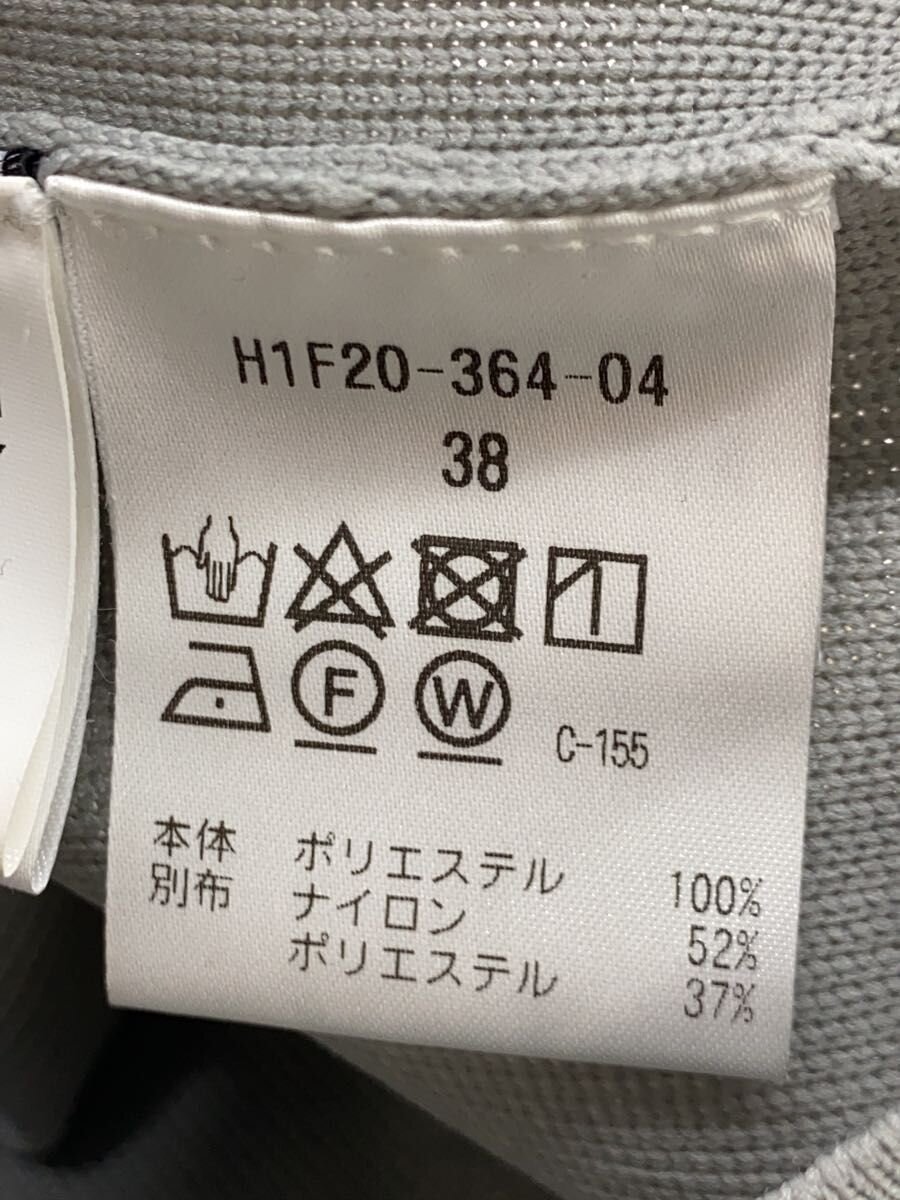 H1F20-364-04
38
F W C-155
本体 ポリエステル 100%
別布 ナイロン 52%
ポリエステル 37%